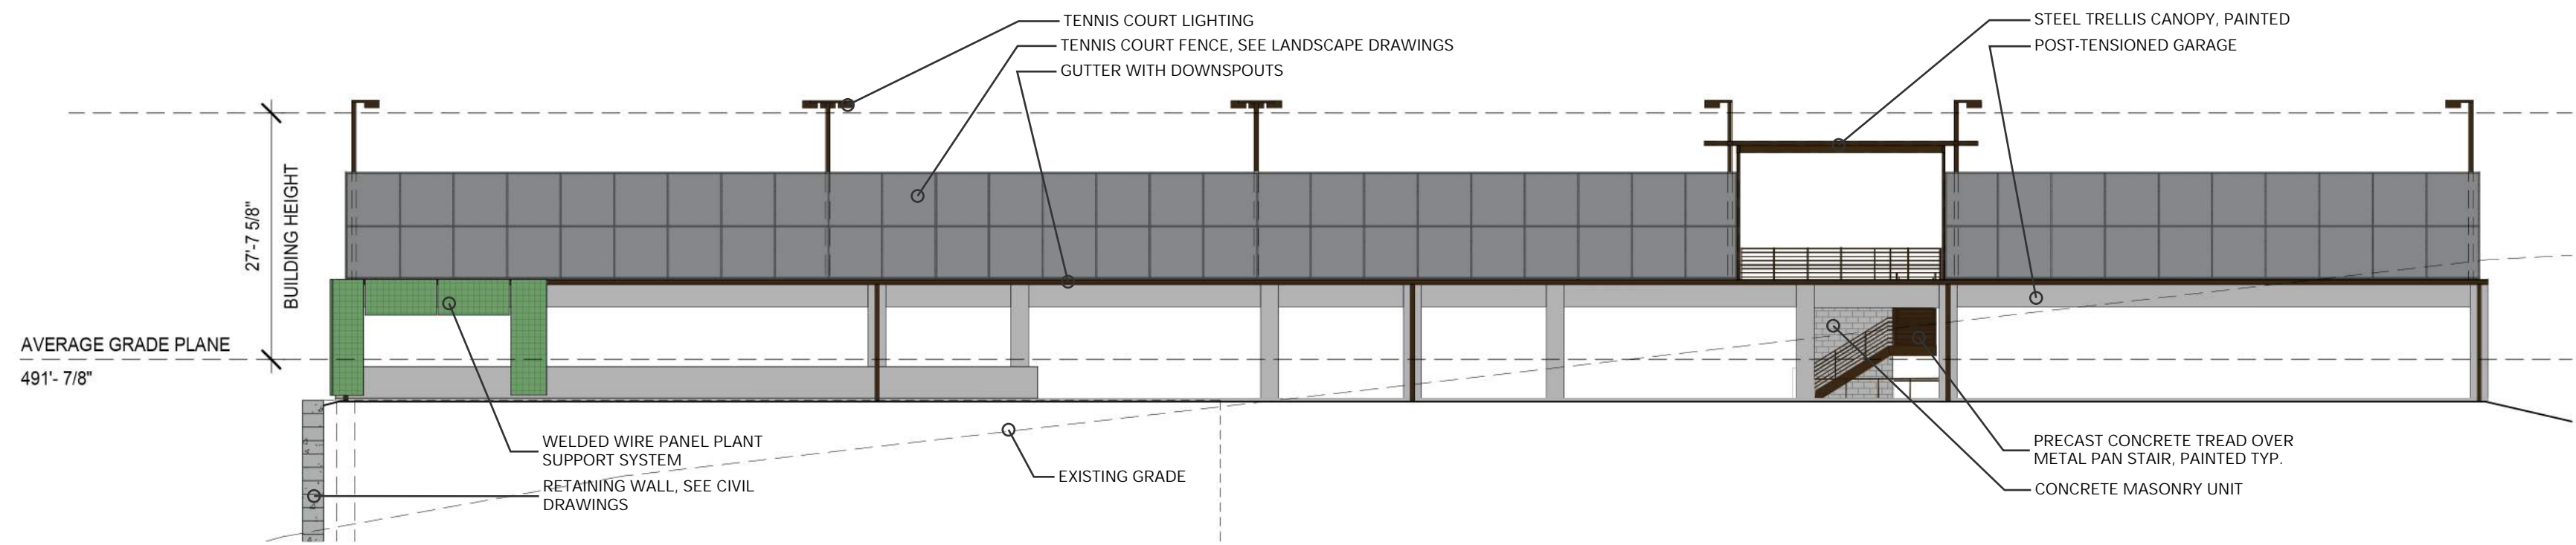 TENNIS COURT LIGHTING
TENNIS COURT FENCE, SEE LANDSCAPE DRAWINGS
GUTTER WITH DOWNSPOUTS
STEEL TRELLIS CANOPY, PAINTED
POST-TENSIONED GARAGE
27'-7 5/8"
BUILDING HEIGHT
AVERAGE GRADE PLANE
491'- 7/8"
WELDED WIRE PANEL PLANT
SUPPORT SYSTEM
RETAINING WALL, SEE CIVIL
DRAWINGS
EXISTING GRADE
PRECAST CONCRETE TREAD OVER
METAL PAN STAIR, PAINTED TYP.
CONCRETE MASONRY UNIT